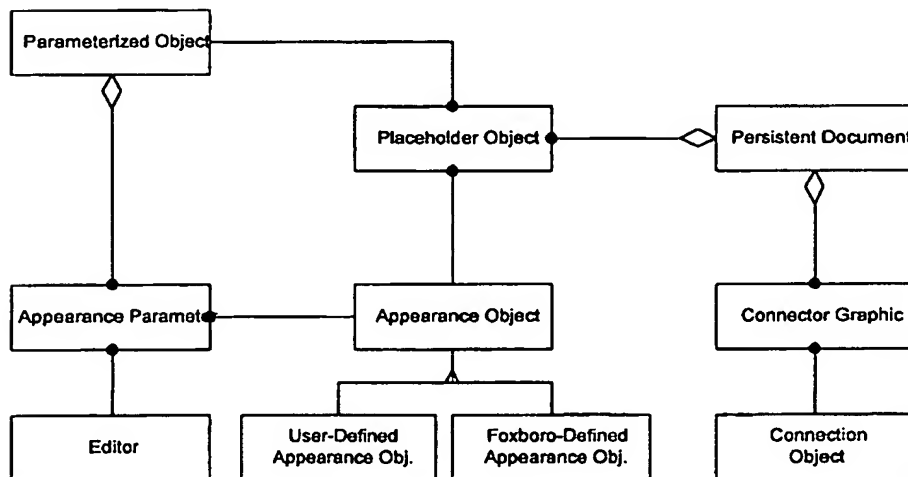 Parameterized Object
Placeholder Object
Persistent Document
Appearance Paramet
Appearance Object
Connector Graphic
Editor
User-Defined
Appearance Obj.
Foxboro-Defined
Appearance Obj.
Connection
Object